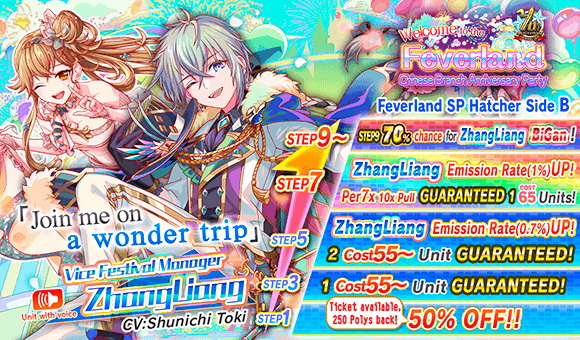 Welcome to the
Feverland
Chinese Branch Anniversary Party
7th
Feverland SP Hatcher Side B
STEP9~
STEP9 70% chance for ZhangLiang BiGan!
STEP7
ZhangLiang Emission Rate(1%)UP!
Per7x 10x Pull GUARANTEED 1 COST 65 Units!
STEP5
ZhangLiang Emission Rate(0.7%)UP!
2 Cost55~ Unit GUARANTEED!
STEP3
1 Cost55~ Unit GUARANTEED!
STEP1
Ticket available,
250 Polys back! 50% OFF!!
「Join me on
a wonder trip」
Vice Festival Manager
ZhangLiang
Unit with voice
CV:Shunichi Toki